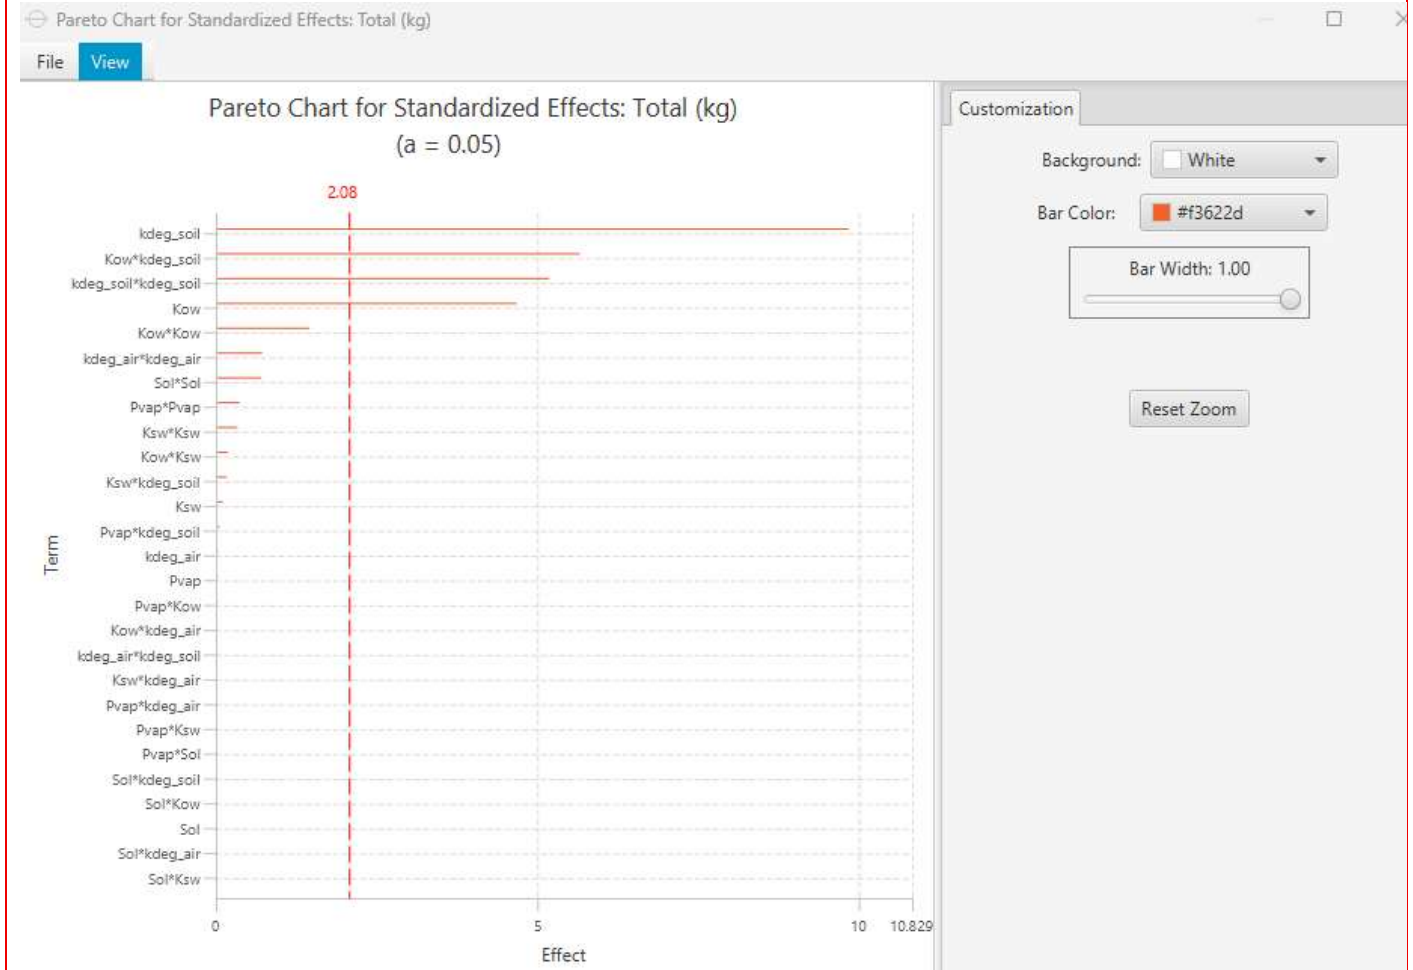 Pareto Chart for Standardized Effects: Total (kg)
File View
Pareto Chart for Standardized Effects: Total (kg)
(a = 0.05)
2.08
kdeg_soil
Kow*kdeg_soil
kdeg_soil*kdeg_soil
Kow
Kow*Kow
kdeg_air*kdeg_air
Sol*Sol
Pvap*Pvap
Ksw*Ksw
Kow*Ksw
Ksw*kdeg_soil
Ksw
Pvap*kdeg_soil
kdeg_air
Pvap
Pvap*Kow
Kow*kdeg_air
kdeg_air*kdeg_soil
Ksw*kdeg_air
Pvap*kdeg_air
Pvap*Ksw
Pvap*Sol
Sol*kdeg_soil
Sol*Kow
Sol
Sol*kdeg_air
Sol*Ksw
Term
0 5 10 10.829
Effect
Customization
Background: White
Bar Color: #f3622d
Bar Width: 1.00
Reset Zoom